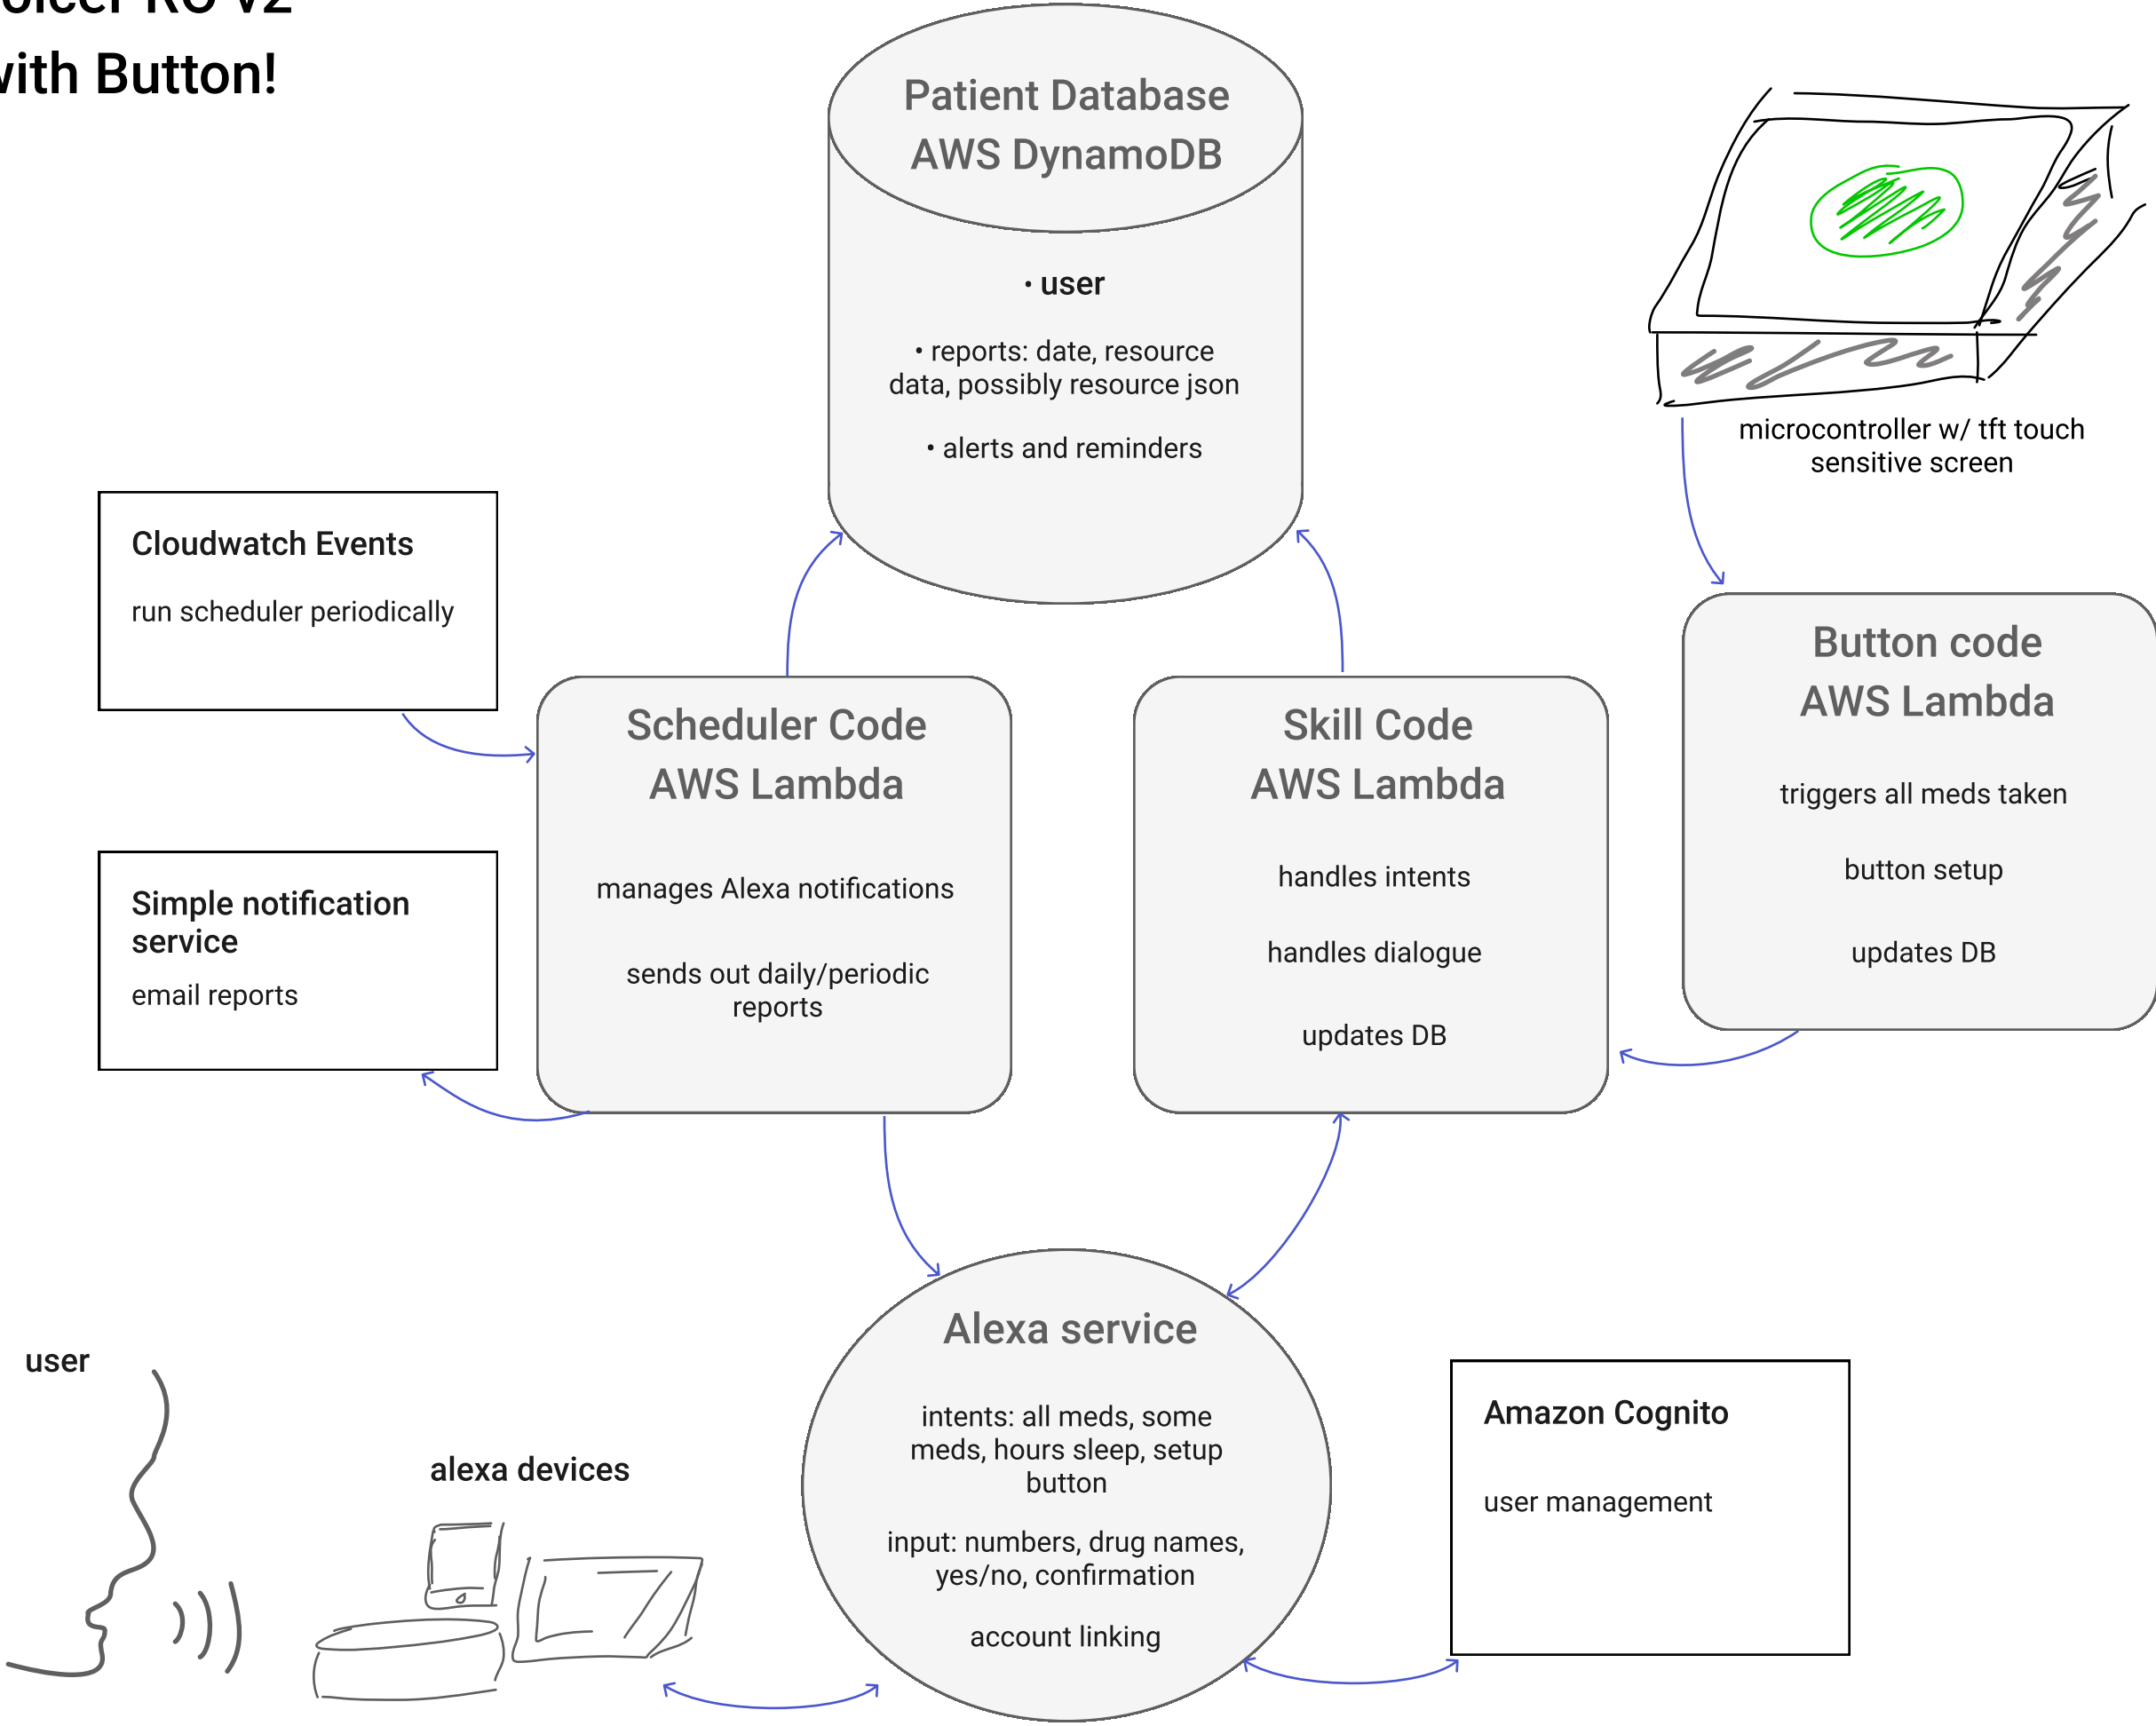 with Button!
Patient Database
AWS DynamoDB
• user
• reports: date, resource
data, possibly resource json
• alerts and reminders
microcontroller w/ tft touch
sensitive screen
Cloudwatch Events
run scheduler periodically
Simple notification
service
email reports
Scheduler Code
AWS Lambda
manages Alexa notifications
sends out daily/periodic
reports
Skill Code
AWS Lambda
handles intents
handles dialogue
updates DB
Button code
AWS Lambda
triggers all meds taken
button setup
updates DB
user
alexa devices
Alexa service
intents: all meds, some
meds, hours sleep, setup
button
input: numbers, drug names,
yes/no, confirmation
account linking
Amazon Cognito
user management